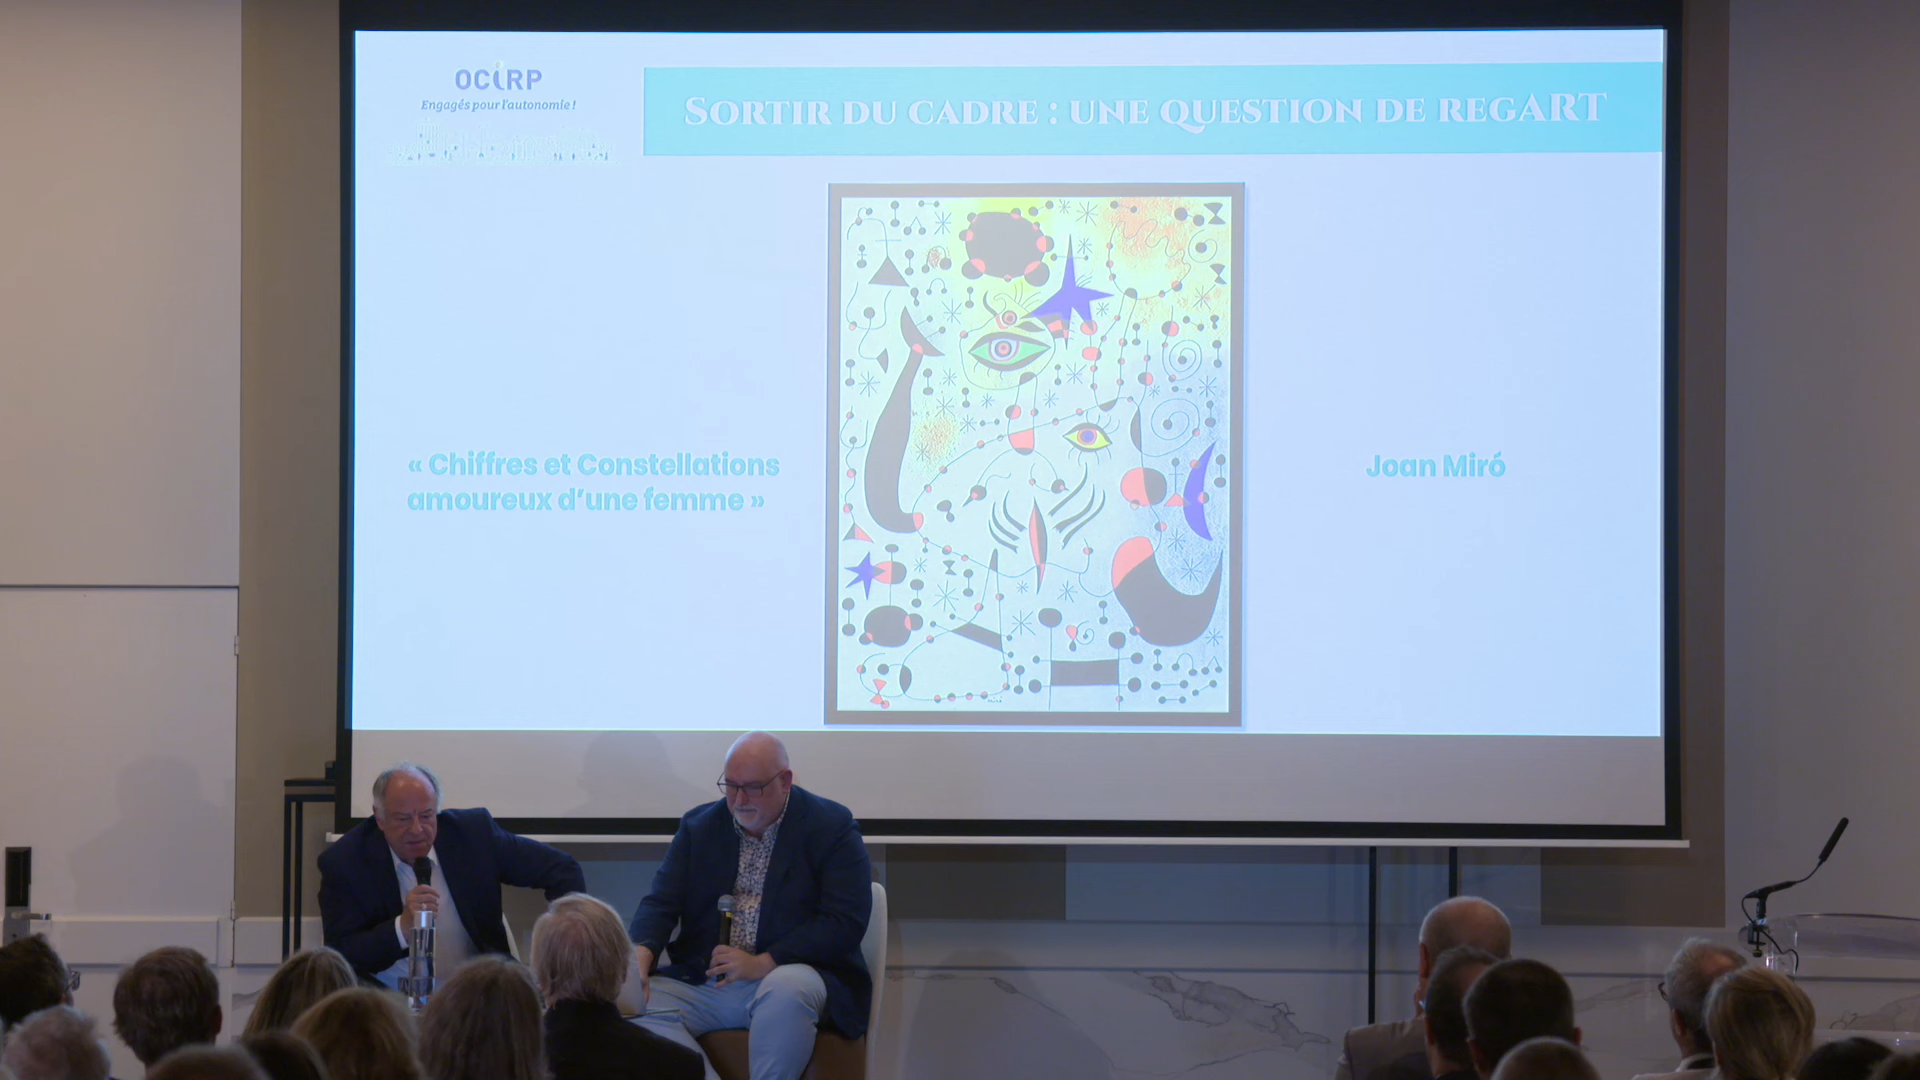 OCIRP
Engagés pour l'autonomie !
SORTIR DU CADRE : UNE QUESTION DE REGART
« Chiffres et Constellations
amoureux d'une femme »
Joan Miró